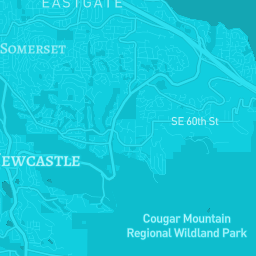 EASTGATE
SOMERSET
SE 60th St
EWCASTLE
Cougar Mountain
Regional Wildland Park